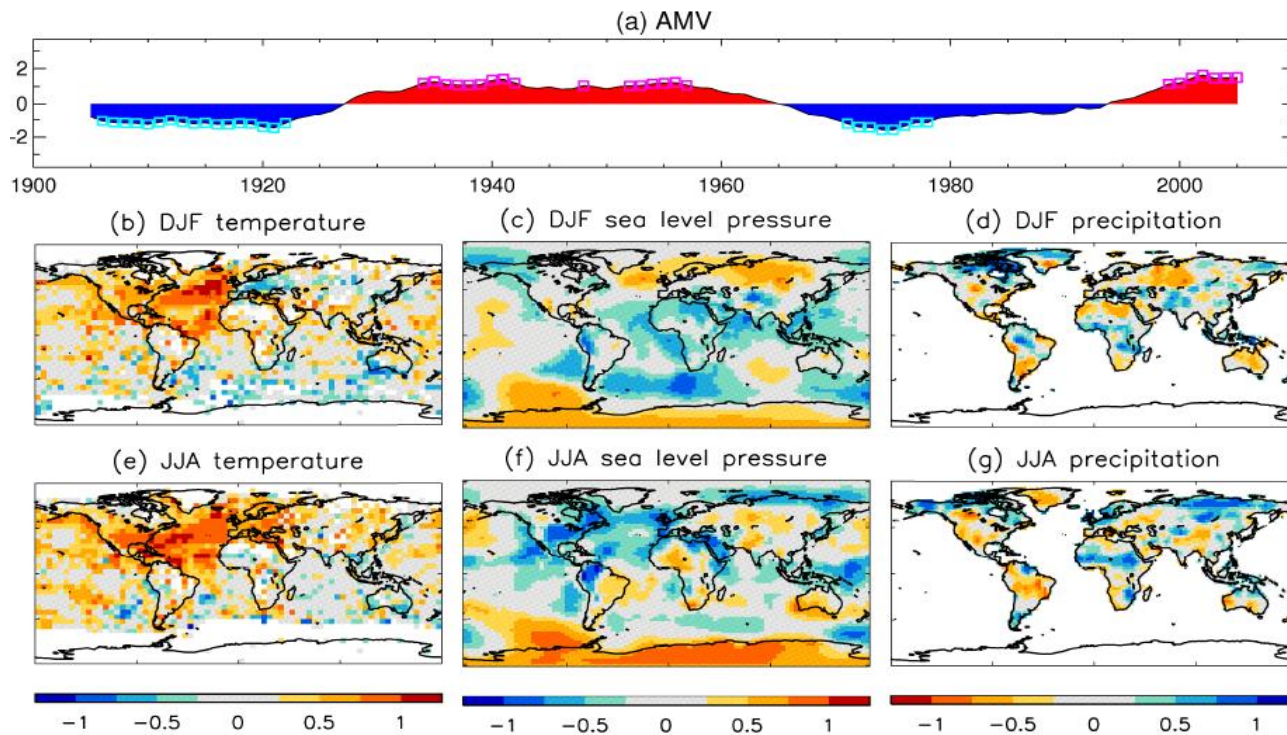 (a) AMV
2
0
-2
1900 1920 1940 1960 1980 2000
(b) DJF temperature (c) DJF sea level pressure (d) DJF precipitation
(e) JJA temperature (f) JJA sea level pressure (g) JJA precipitation
-1 -0.5 0 0.5 1 -1 -0.5 0 0.5 1 -1 -0.5 0 0.5 1